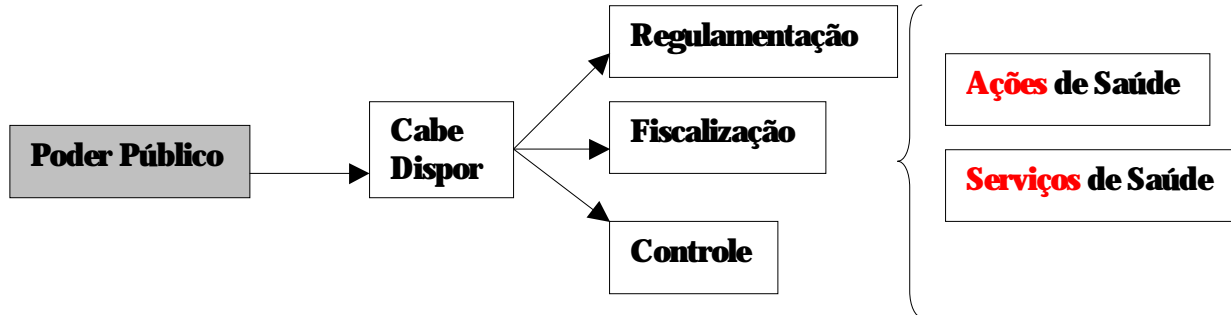 Poder Público
Cabe
Dispor
Regulamentação
Fiscalização
Controle
Ações de Saúde
Serviços de Saúde